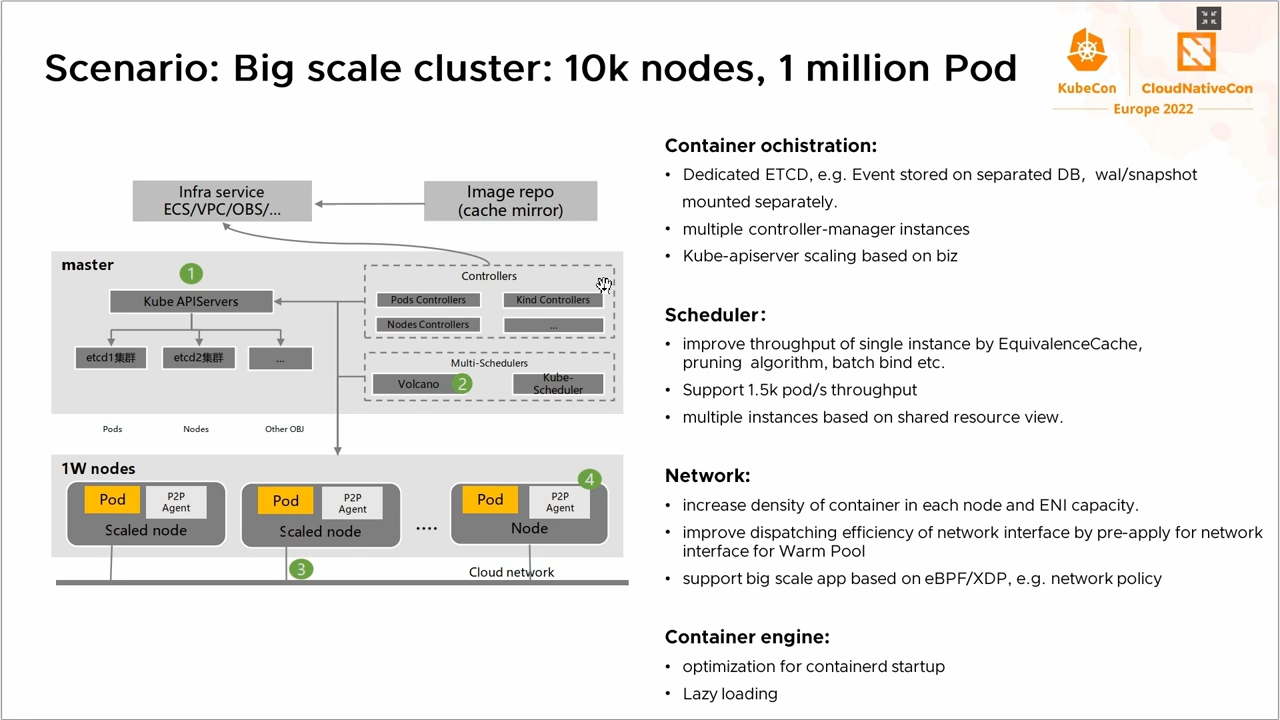 Scenario: Big scale cluster: 10k nodes, 1 million Pod
KubeCon
CloudNativeCon
Europe 2022
Infra service
ECS/VPC/OBS/...
Image repo
(cache mirror)
master
1
Kube APIServers
etcd1集群
etcd2集群
...
Controllers
Pods Controllers
Kind Controllers
Nodes Controllers
...
Multi-Schedulers
Volcano
2
Kube-
Scheduler
Pods
Nodes
Other OBJ
1W nodes
Pod
P2P
Agent
Scaled node
Pod
P2P
Agent
Scaled node
....
4
Pod
P2P
Agent
Node
3
Cloud network
Container ochistration:
• Dedicated ETCD, e.g. Event stored on separated DB, wal/snapshot
mounted separately.
• multiple controller-manager instances
• Kube-apiserver scaling based on biz
Scheduler:
• improve throughput of single instance by EquivalenceCache,
pruning algorithm, batch bind etc.
• Support 1.5k pod/s throughput
• multiple instances based on shared resource view.
Network:
• increase density of container in each node and ENI capacity.
• improve dispatching efficiency of network interface by pre-apply for network
interface for Warm Pool
• support big scale app based on eBPF/XDP, e.g. network policy
Container engine:
• optimization for containerd startup
• Lazy loading